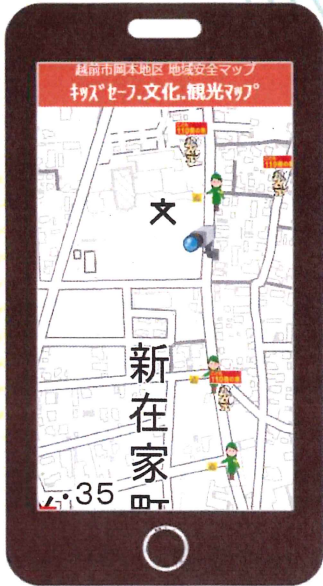 越前市岡本地区 地域安全マップ
キッズセーフ.文化.観光マップ
110番の家
110番の家
文
新在家町
110番の家
.35